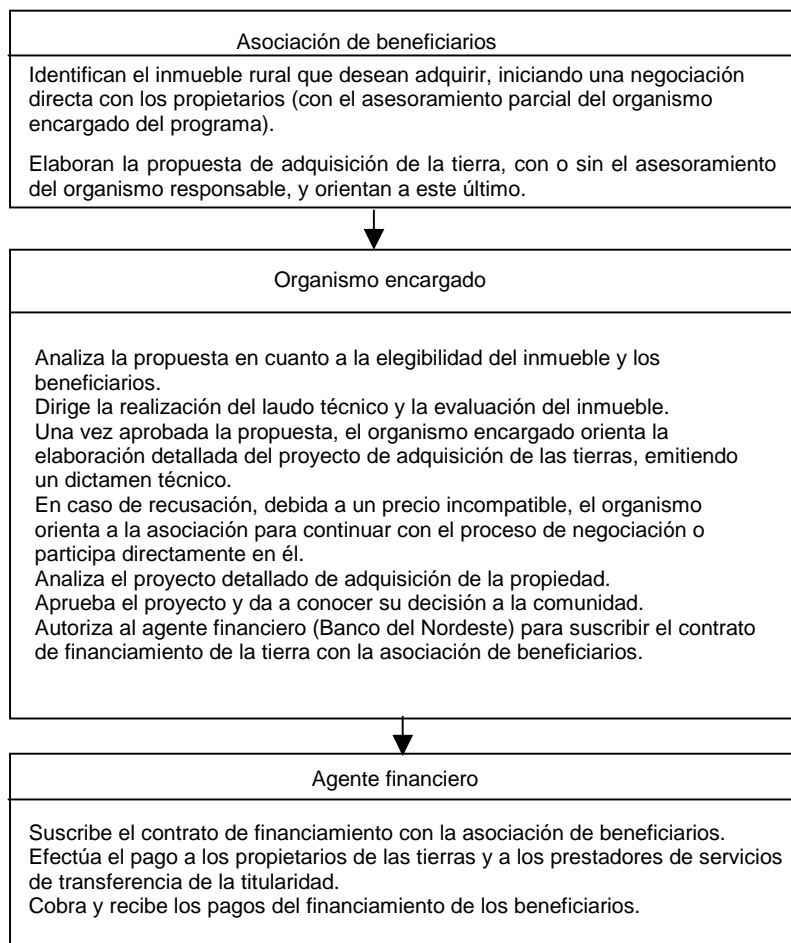 Asociación de beneficiarios
Identifican el inmueble rural que desean adquirir, iniciando una negociación
directa con los propietarios (con el asesoramiento parcial del organismo
encargado del programa).
Elaboran la propuesta de adquisición de la tierra, con o sin el asesoramiento
del organismo responsable, y orientan a este último.
Organismo encargado
Analiza la propuesta en cuanto a la elegibilidad del inmueble y los
beneficiarios.
Dirige la realización del laudo técnico y la evaluación del inmueble.
Una vez aprobada la propuesta, el organismo encargado orienta la
elaboración detallada del proyecto de adquisición de las tierras, emitiendo
un dictamen técnico.
En caso de recusación, debida a un precio incompatible, el organismo
orienta a la asociación para continuar con el proceso de negociación o
participa directamente en él.
Analiza el proyecto detallado de adquisición de la propiedad.
Aprueba el proyecto y da a conocer su decisión a la comunidad.
Autoriza al agente financiero (Banco del Nordeste) para suscribir el contrato
de financiamiento de la tierra con la asociación de beneficiarios.
Agente financiero
Suscribe el contrato de financiamiento con la asociación de beneficiarios.
Efectúa el pago a los propietarios de las tierras y a los prestadores de servicios
de transferencia de la titularidad.
Cobra y recibe los pagos del financiamiento de los beneficiarios.